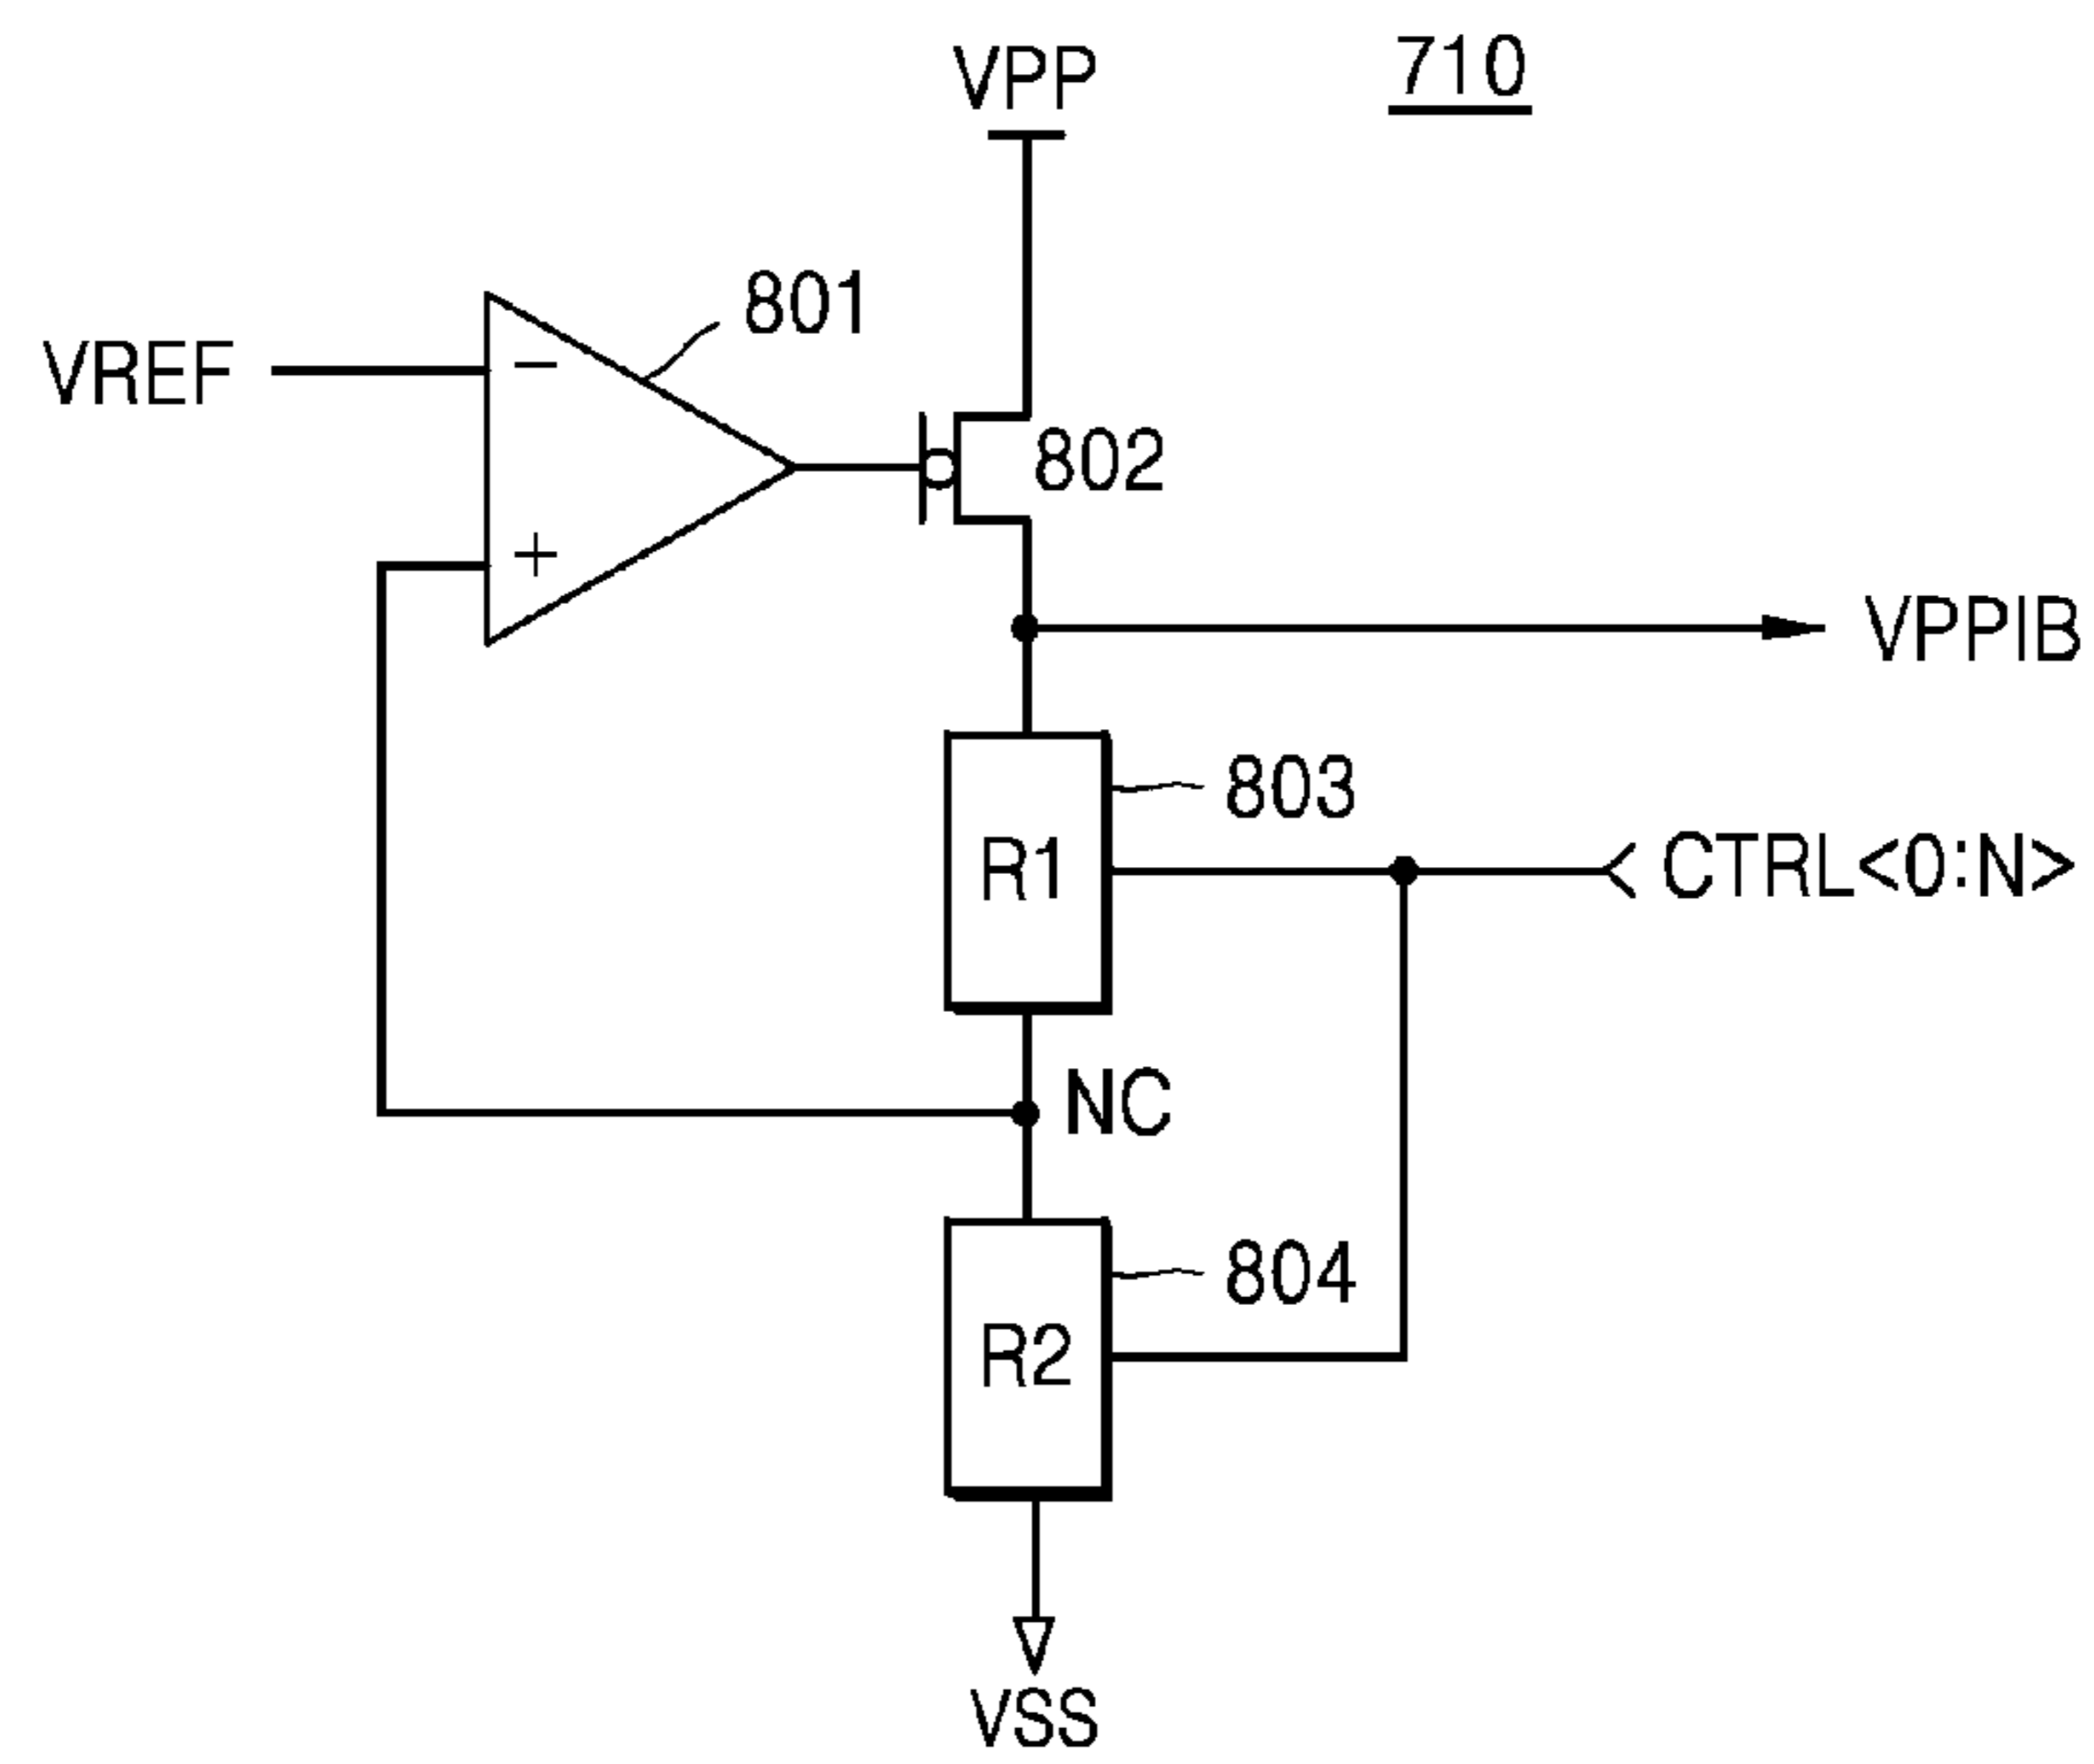 VPP
710
801
VREF
−
802
+
VPPIB
803
R1
CTRL<0:N>
NC
804
R2
VSS